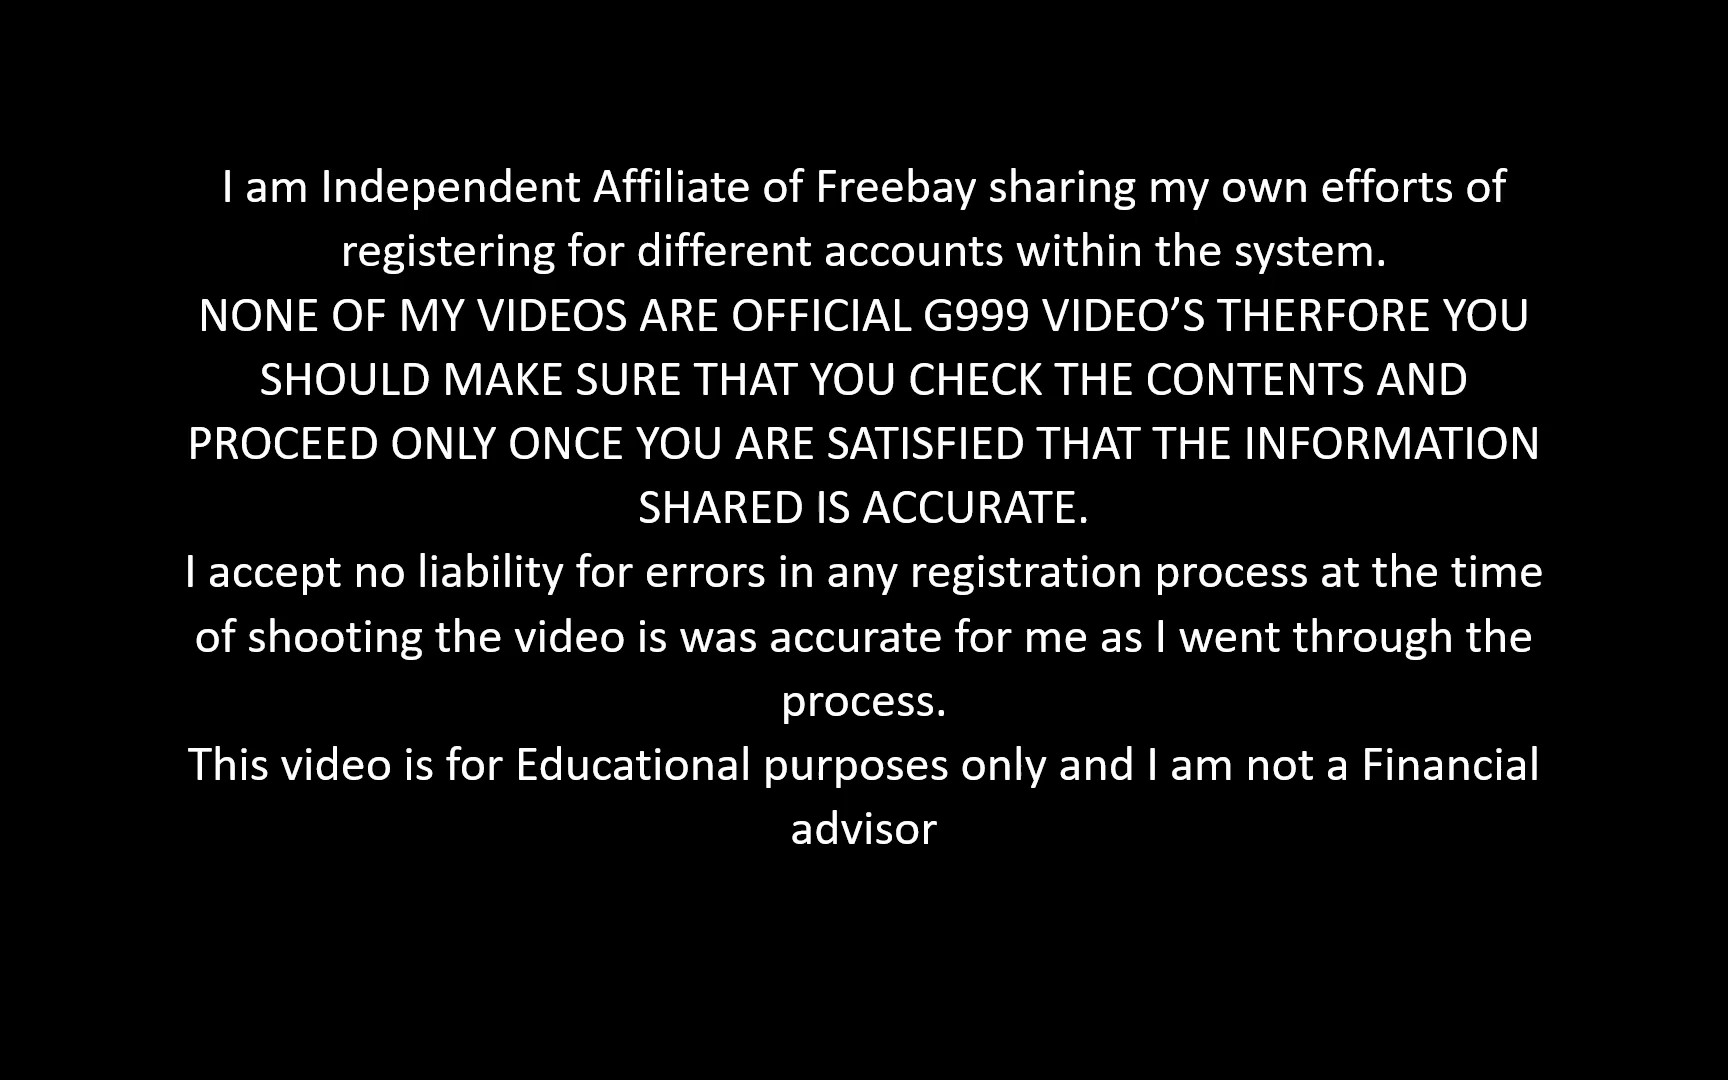 I am Independent Affiliate of Freebay sharing my own efforts of
registering for different accounts within the system.
NONE OF MY VIDEOS ARE OFFICIAL G999 VIDEO’S THERFORE YOU
SHOULD MAKE SURE THAT YOU CHECK THE CONTENTS AND
PROCEED ONLY ONCE YOU ARE SATISFIED THAT THE INFORMATION
SHARED IS ACCURATE.
I accept no liability for errors in any registration process at the time
of shooting the video is was accurate for me as I went through the
process.
This video is for Educational purposes only and I am not a Financial
advisor